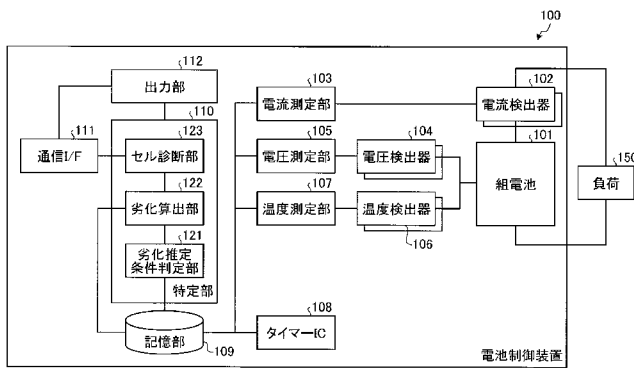 100
112
出力部
110
111
通信I/F
123
セル診断部
122
劣化算出部
121
劣化推定
条件判定部
特定部
記憶部
109
103
電流測定部
105
電圧測定部
107
温度測定部
108
タイマーIC
104
電圧検出器
温度検出器
106
102
電流検出器
101
組電池
150
負荷
電池制御装置